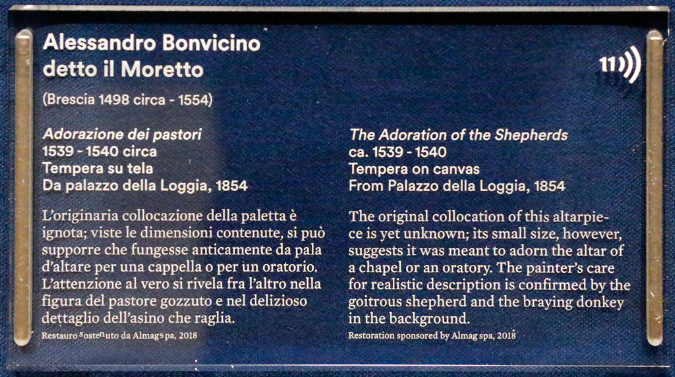 Alessandro Bonvicino
detto il Moretto
11
(Brescia 1498 circa - 1554)
Adorazione dei pastori
1539 - 1540 circa
Tempera su tela
Da palazzo della Loggia, 1854
L'originaria collocazione della paletta è
ignota; viste le dimensioni contenute, si può
supporre che fungesse anticamente da pala
d'altare per una cappella o per un oratorio.
L'attenzione al vero si rivela fra l'altro nella
figura del pastore gozzuto e nel delizioso
dettaglio dell'asino che raglia.
Restauro sostenuto da Almag spa, 2018
The Adoration of the Shepherds
ca. 1539 - 1540
Tempera on canvas
From Palazzo della Loggia, 1854
The original collocation of this altarpie-
ce is yet unknown; its small size, however,
suggests it was meant to adorn the altar of
a chapel or an oratory. The painter's care
for realistic description is confirmed by the
goitrous shepherd and the braying donkey
in the background.
Restoration sponsored by Almag spa, 2018